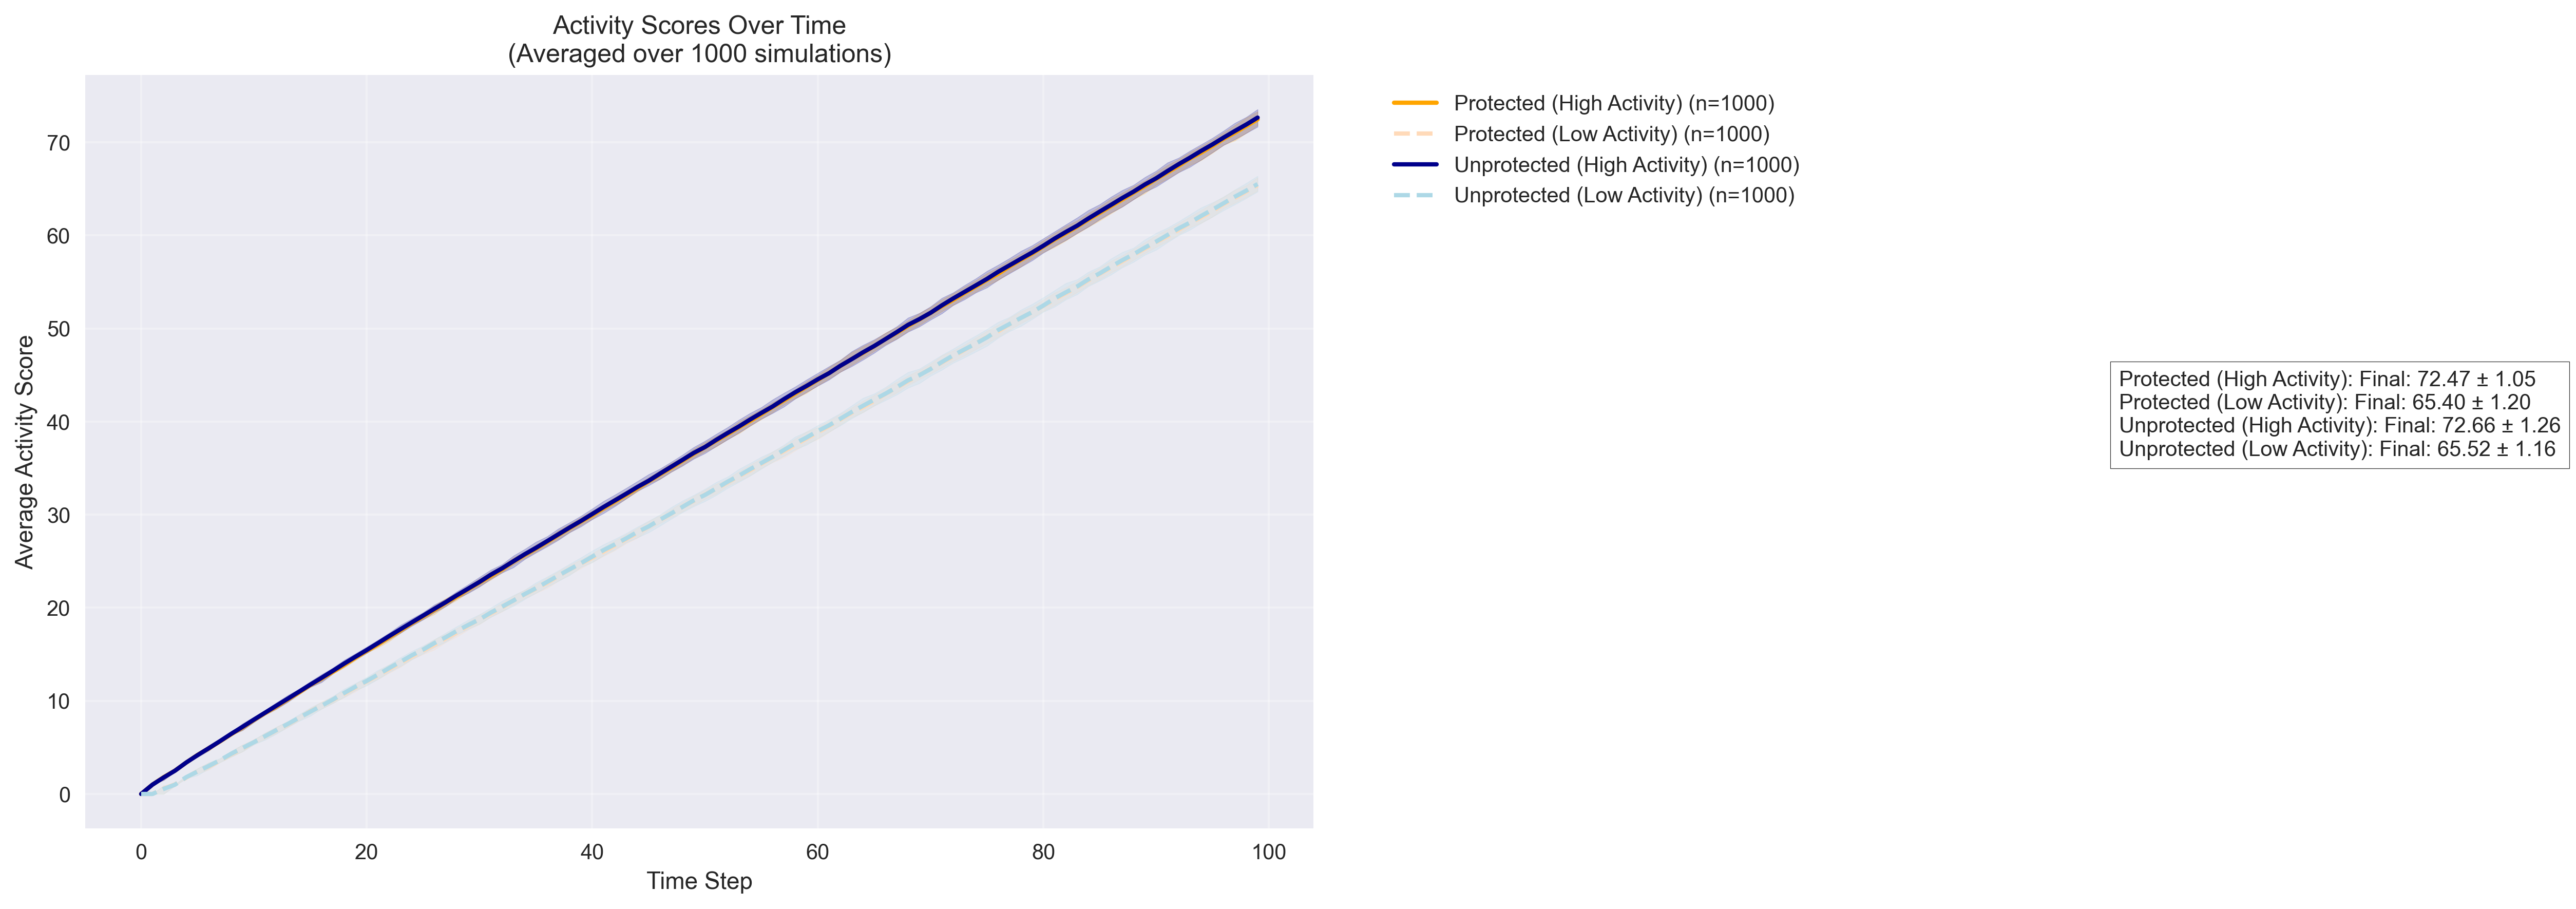 Activity Scores Over Time
(Averaged over 1000 simulations)
Average Activity Score
70
60
50
40
30
20
10
0
0 20 40 60 80 100
Time Step
Protected (High Activity) (n=1000)
Protected (Low Activity) (n=1000)
Unprotected (High Activity) (n=1000)
Unprotected (Low Activity) (n=1000)
Protected (High Activity): Final: 72.47 ± 1.05
Protected (Low Activity): Final: 65.40 ± 1.20
Unprotected (High Activity): Final: 72.66 ± 1.26
Unprotected (Low Activity): Final: 65.52 ± 1.16